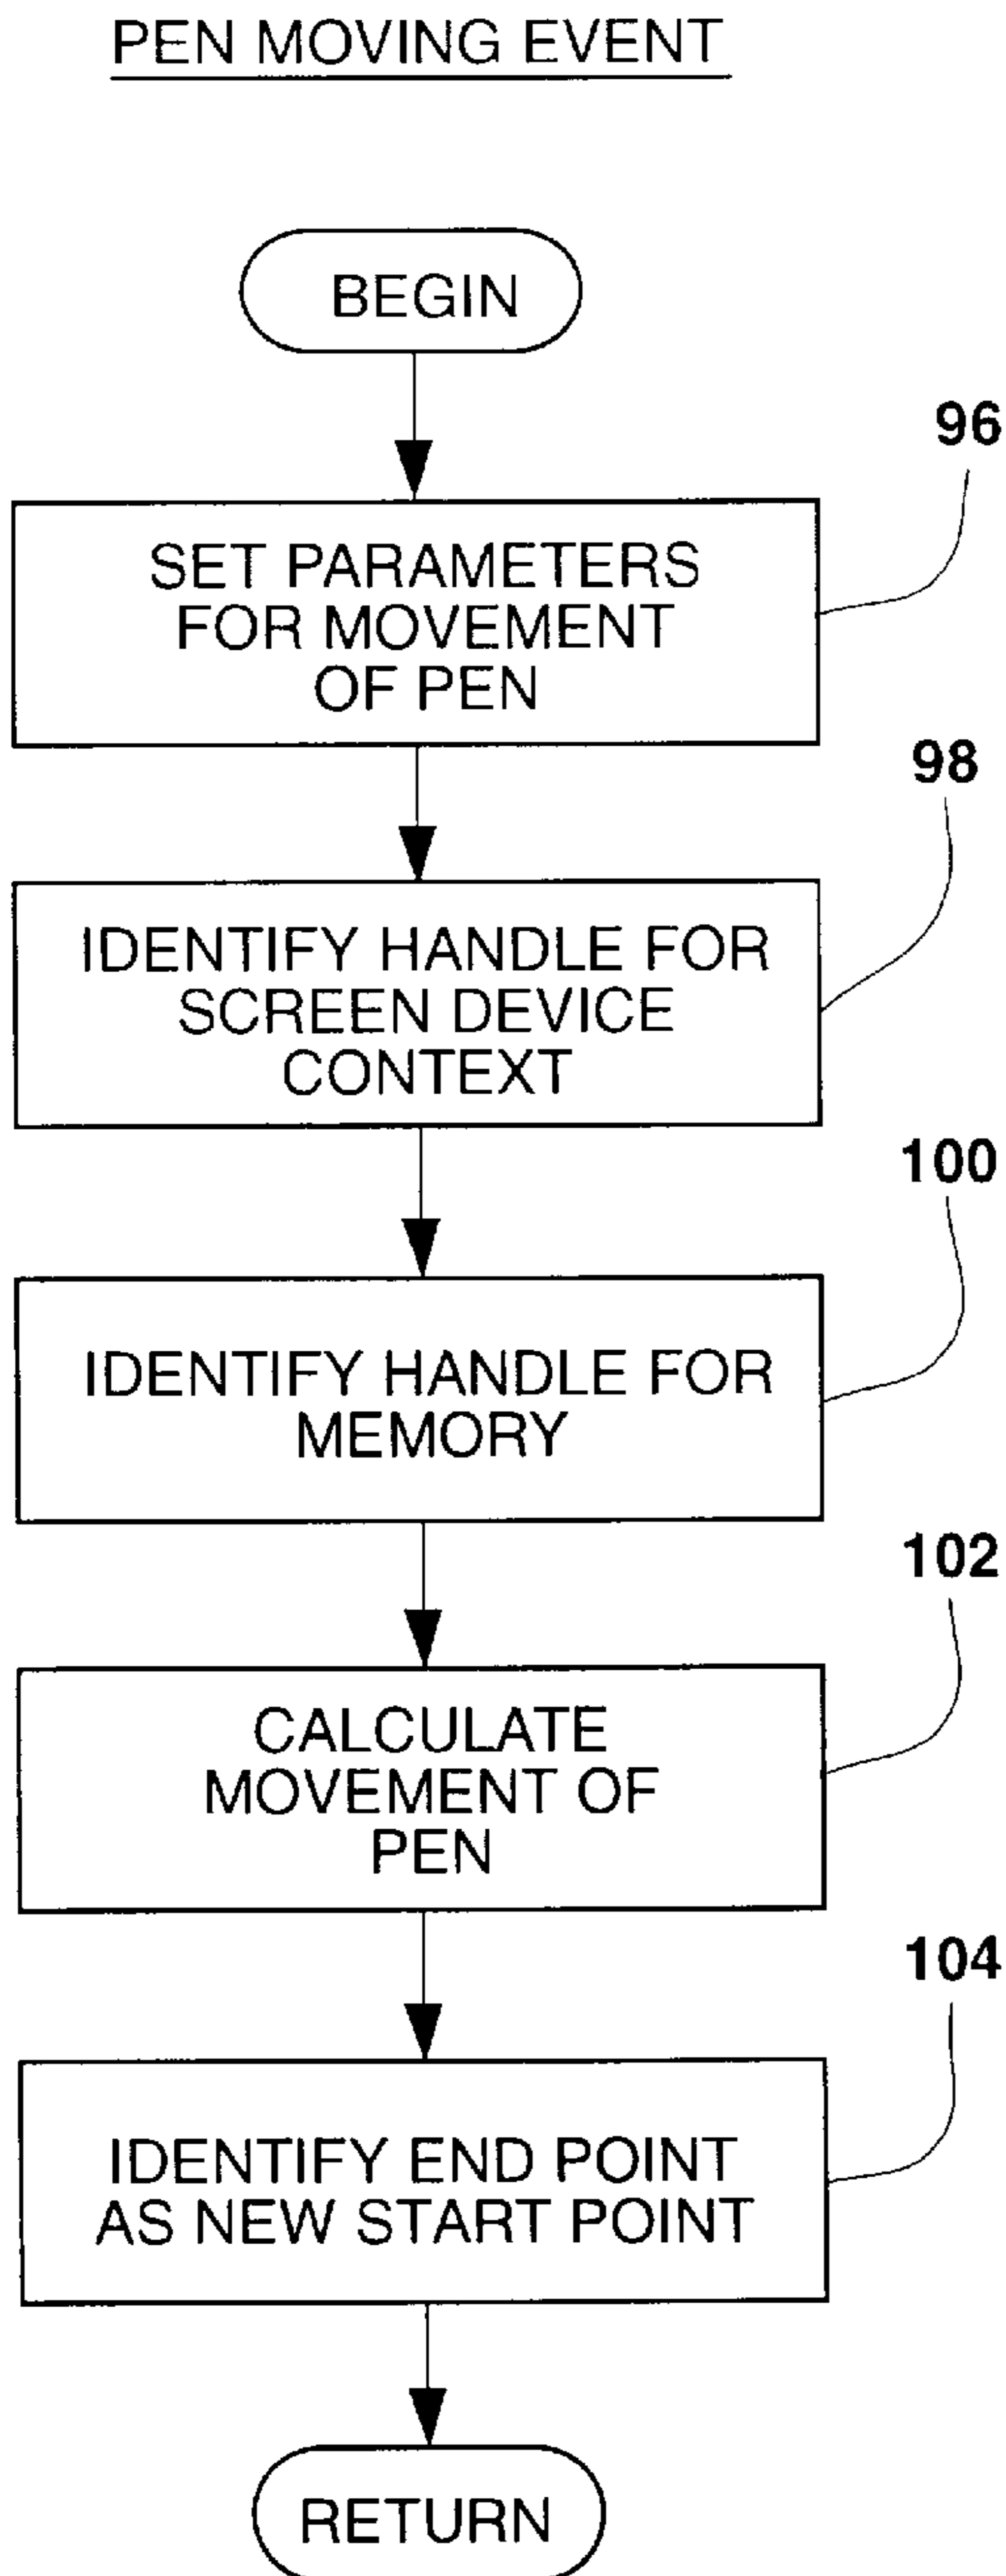 PEN MOVING EVENT
BEGIN
96
SET PARAMETERS
FOR MOVEMENT
OF PEN
98
IDENTIFY HANDLE FOR
SCREEN DEVICE
CONTEXT
100
IDENTIFY HANDLE FOR
MEMORY
102
CALCULATE
MOVEMENT OF
PEN
104
IDENTIFY END POINT
AS NEW START POINT
RETURN